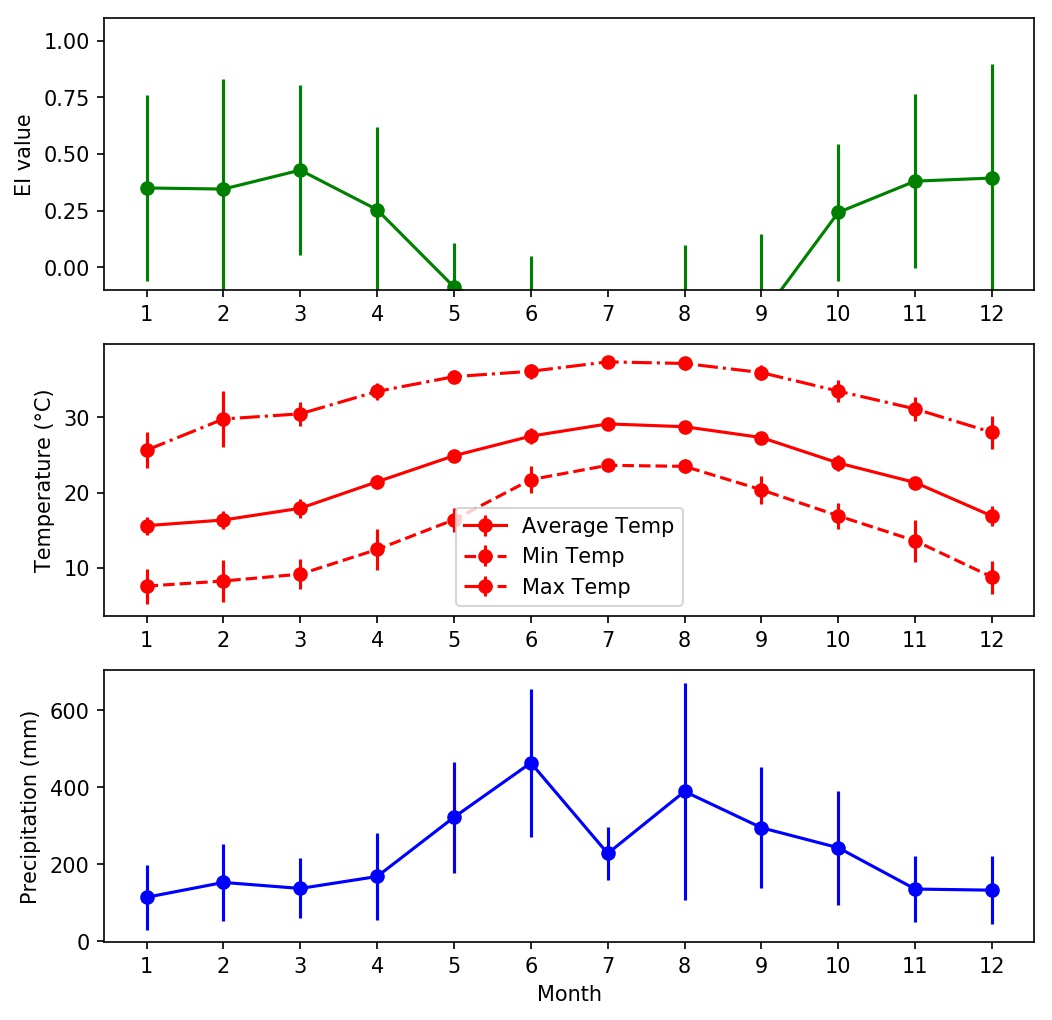 EI value
1.00
0.75
0.50
0.25
0.00
1 2 3 4 5 6 7 8 9 10 11 12
Temperature (°C)
30
20
10
Average Temp
Min Temp
Max Temp
1 2 3 4 5 6 7 8 9 10 11 12
Precipitation (mm)
600
400
200
0
1 2 3 4 5 6 7 8 9 10 11 12
Month